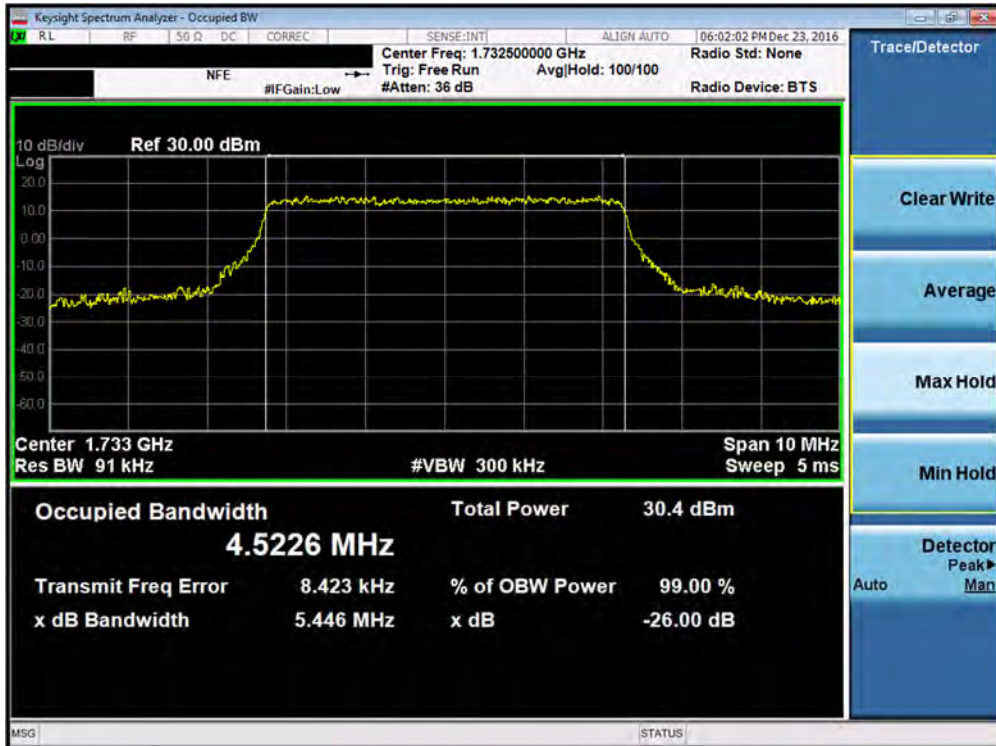 Keysight Spectrum Analyzer - Occupied BW
LXI RL RF 50 Ω DC CORREC SENSE:INT ALIGN AUTO 06:02:02 PM Dec 23, 2016
Center Freq: 1.732500000 GHz Radio Std: None
NFE Trig: Free Run Avg|Hold: 100/100
#IFGain:Low #Atten: 36 dB Radio Device: BTS
Trace/Detector
10 dB/div Ref 30.00 dBm
Log
20.0
10.0
0.00
-10.0
-20.0
-30.0
-40.0
-50.0
-60.0
Center 1.733 GHz Span 10 MHz
Res BW 91 kHz #VBW 300 kHz Sweep 5 ms
Occupied Bandwidth Total Power 30.4 dBm
4.5226 MHz
Transmit Freq Error 8.423 kHz % of OBW Power 99.00 %
x dB Bandwidth 5.446 MHz x dB -26.00 dB
Clear Write
Average
Max Hold
Min Hold
Detector
Peak▶
Auto Man
MSG STATUS